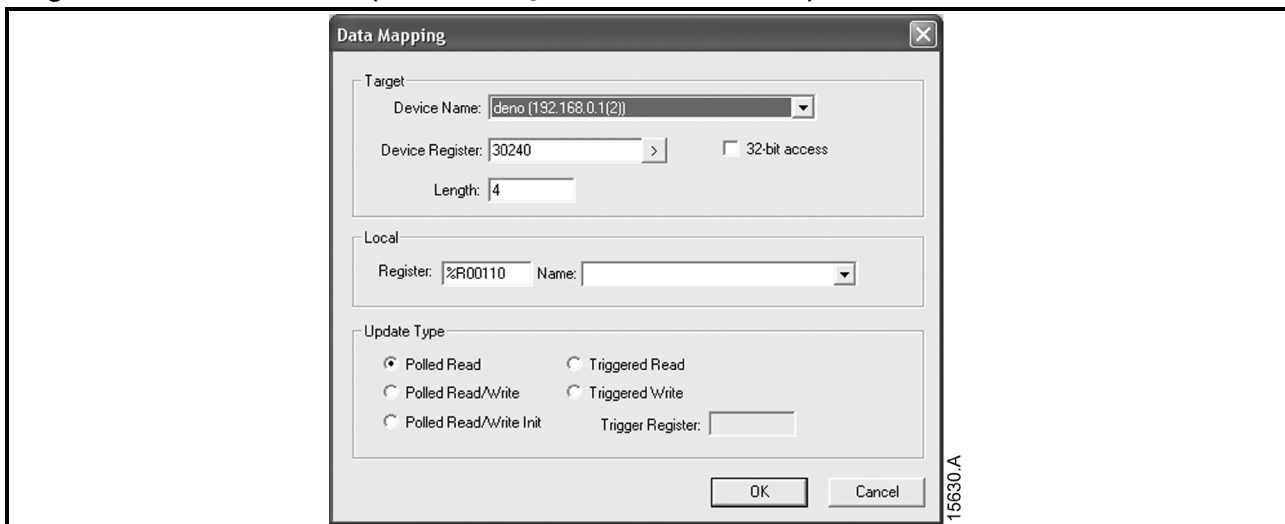 Data Mapping
Target
Device Name: deno (192.168.0.1(2))
Device Register: 30240 > 32-bit access
Length: 4
Local
Register: %R00110 Name:
Update Type
Polled Read Triggered Read
Polled Read/Write Triggered Write
Polled Read/Write Init Trigger Register:
OK Cancel
15630.A